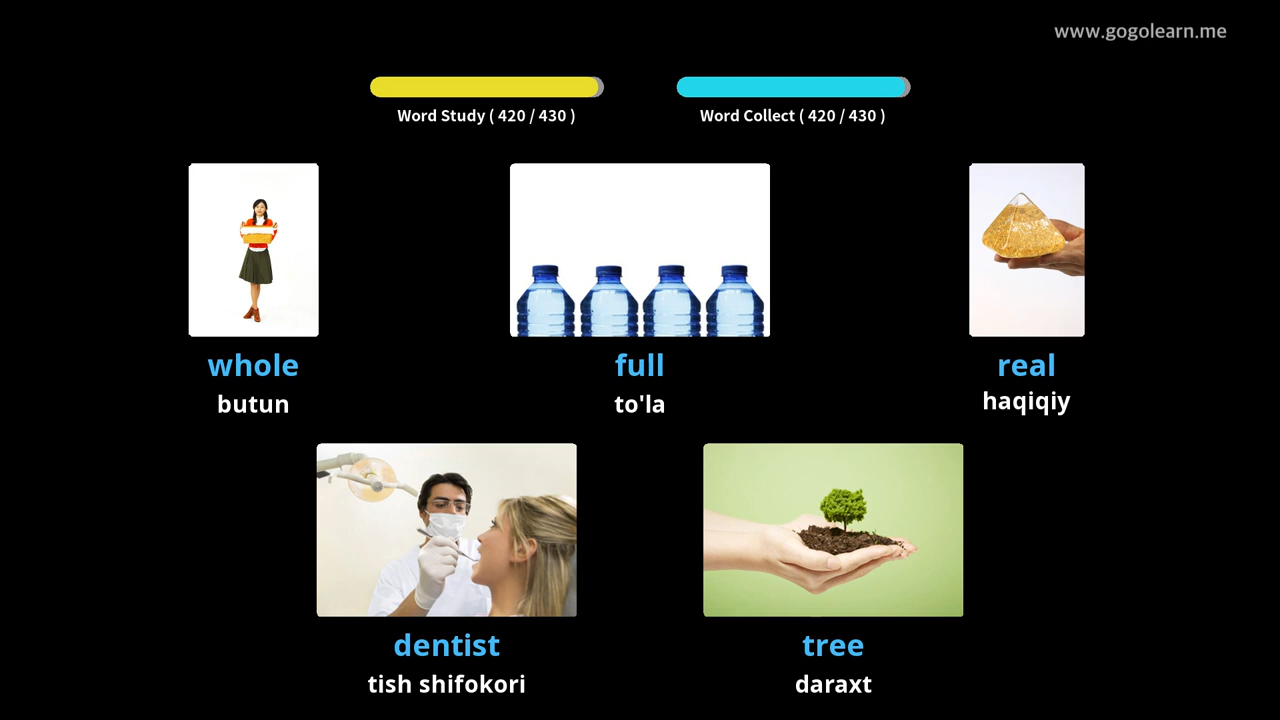 www.gogolearn.me
Word Study ( 420 / 430 )
Word Collect ( 420 / 430 )
whole
butun
full
to'la
real
haqiqiy
dentist
tish shifokori
tree
daraxt